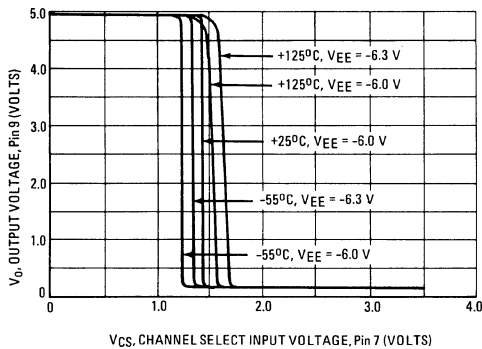 5.0
4.0
3.0
2.0
1.0
0
0
1.0
2.0
3.0
4.0
VO, OUTPUT VOLTAGE, Pin 9 (VOLTS)
+125°C, VEE = -6.3 V
+125°C, VEE = -6.0 V
+25°C, VEE = -6.0 V
-55°C, VEE = -6.3 V
-55°C, VEE = -6.0 V
VCS, CHANNEL SELECT INPUT VOLTAGE, Pin 7 (VOLTS)